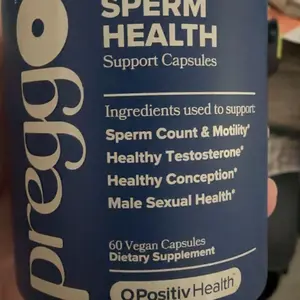 preggO
SPERM
HEALTH
Support Capsules
Ingredients used to support:
Sperm Count & Motility*
Healthy Testosterone*
Healthy Conception*
Male Sexual Health*
60 Vegan Capsules
Dietary Supplement
OPositivHealth™